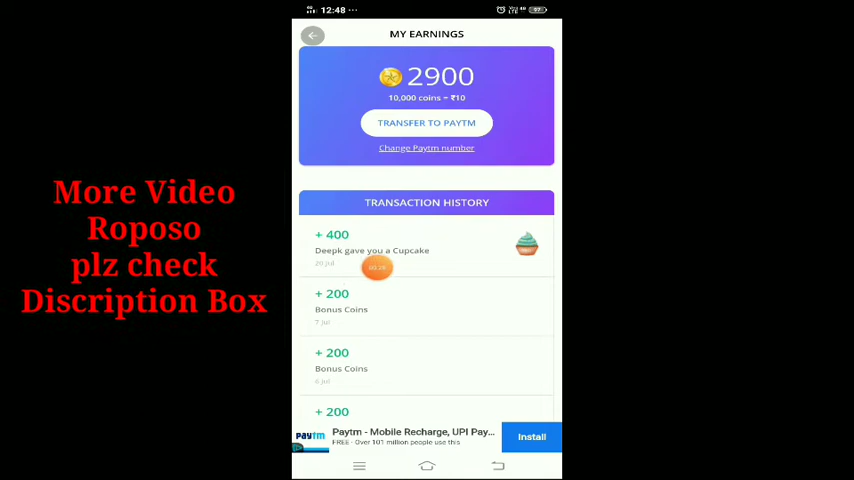 12:48 ...
97
MY EARNINGS
2900
10,000 coins = ₹10
TRANSFER TO PAYTM
Change Paytm number
TRANSACTION HISTORY
+ 400
Deepk gave you a Cupcake
20 Jul
+ 200
Bonus Coins
7 Jul
+ 200
Bonus Coins
6 Jul
+ 200
Paytm - Mobile Recharge, UPI Pay...
FREE - Over 101 million people use this
Install
More Video
Roposo
plz check
Discription Box